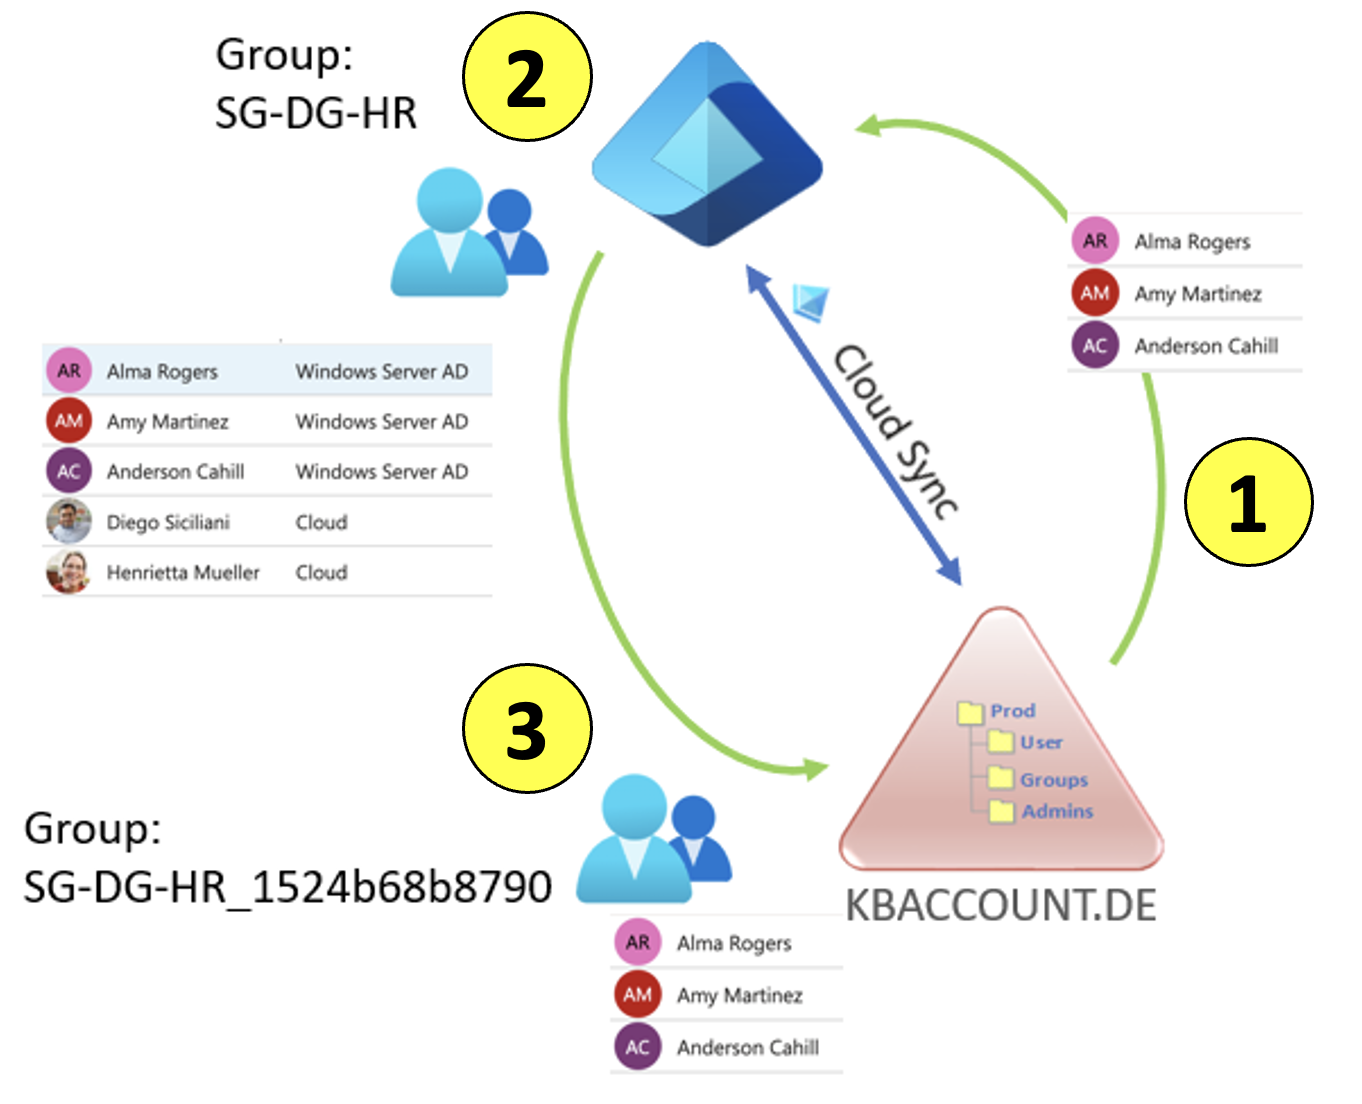 Group:
SG-DG-HR
2
AR Alma Rogers
AM Amy Martinez
AC Anderson Cahill
1
Cloud Sync
AR Alma Rogers Windows Server AD
AM Amy Martinez Windows Server AD
AC Anderson Cahill Windows Server AD
Diego Siciliani Cloud
Henrietta Mueller Cloud
3
Group:
SG-DG-HR_1524b68b8790
Prod
User
Groups
Admins
KBACCOUNT.DE
AR Alma Rogers
AM Amy Martinez
AC Anderson Cahill